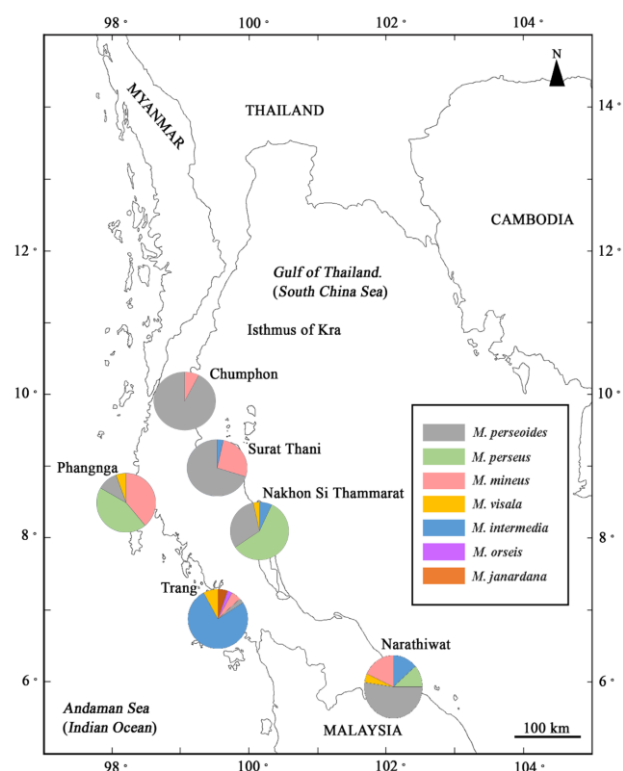 98 ° 100 ° 102 ° 104 °
N
MYANMAR
THAILAND
14 °
CAMBODIA
12 °
Gulf of Thailand.
(South China Sea)
Isthmus of Kra
10 °
Chumphon
Surat Thani
Phangnga
Nakhon Si Thammarat
8 °
Trang
Narathiwat
6 °
Andaman Sea
(Indian Ocean)
MALAYSIA
100 km
M. perseoides
M. perseus
M. mineus
M. visala
M. intermedia
M. orseis
M. janardana
14 °
12 °
10 °
8 °
6 °
98 ° 100 ° 102 ° 104 °